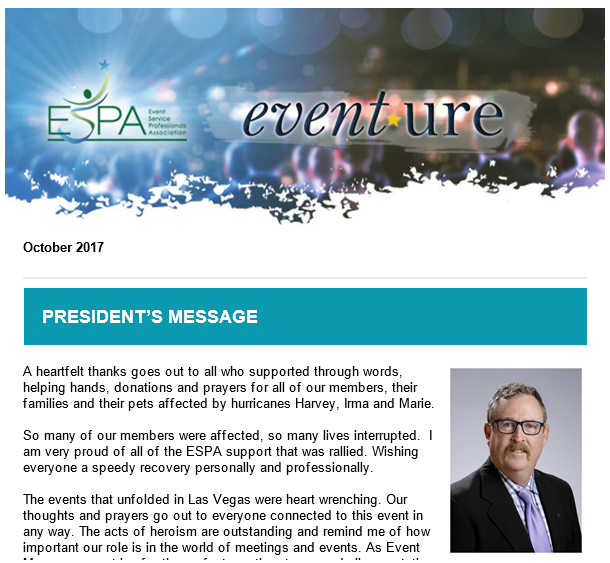 ESPA
Event
Service
Professionals
Association
event★ure
October 2017
PRESIDENT’S MESSAGE
A heartfelt thanks goes out to all who supported through words,
helping hands, donations and prayers for all of our members, their
families and their pets affected by hurricanes Harvey, Irma and Marie.
So many of our members were affected, so many lives interrupted.  I
am very proud of all of the ESPA support that was rallied. Wishing
everyone a speedy recovery personally and professionally.
The events that unfolded in Las Vegas were heart wrenching. Our
thoughts and prayers go out to everyone connected to this event in
any way. The acts of heroism are outstanding and remind me of how
important our role is in the world of meetings and events. As Event